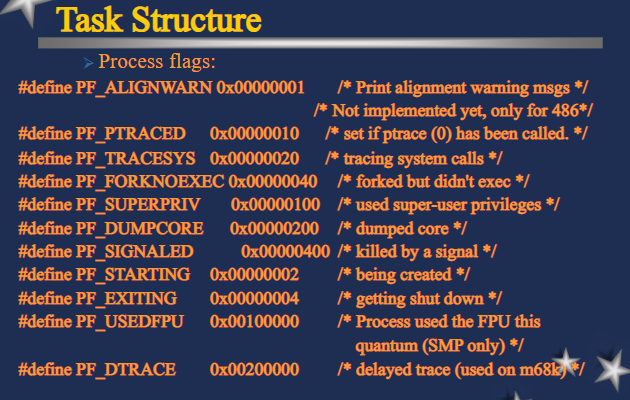 Task Structure
Process flags:
#define PF_ALIGNWARN 0x00000001 /* Print alignment warning msgs */
/* Not implemented yet, only for 486*/
#define PF_PTRACED 0x00000010 /* set if ptrace (0) has been called. */
#define PF_TRACESYS 0x00000020 /* tracing system calls */
#define PF_FORKNOEXEC 0x00000040 /* forked but didn't exec */
#define PF_SUPERPRIV 0x00000100 /* used super-user privileges */
#define PF_DUMPCORE 0x00000200 /* dumped core */
#define PF_SIGNALED 0x00000400 /* killed by a signal */
#define PF_STARTING 0x00000002 /* being created */
#define PF_EXITING 0x00000004 /* getting shut down */
#define PF_USEDFPU 0x00100000 /* Process used the FPU this
quantum (SMP only) */
#define PF_DTRACE 0x00200000 /* delayed trace (used on m68k) */